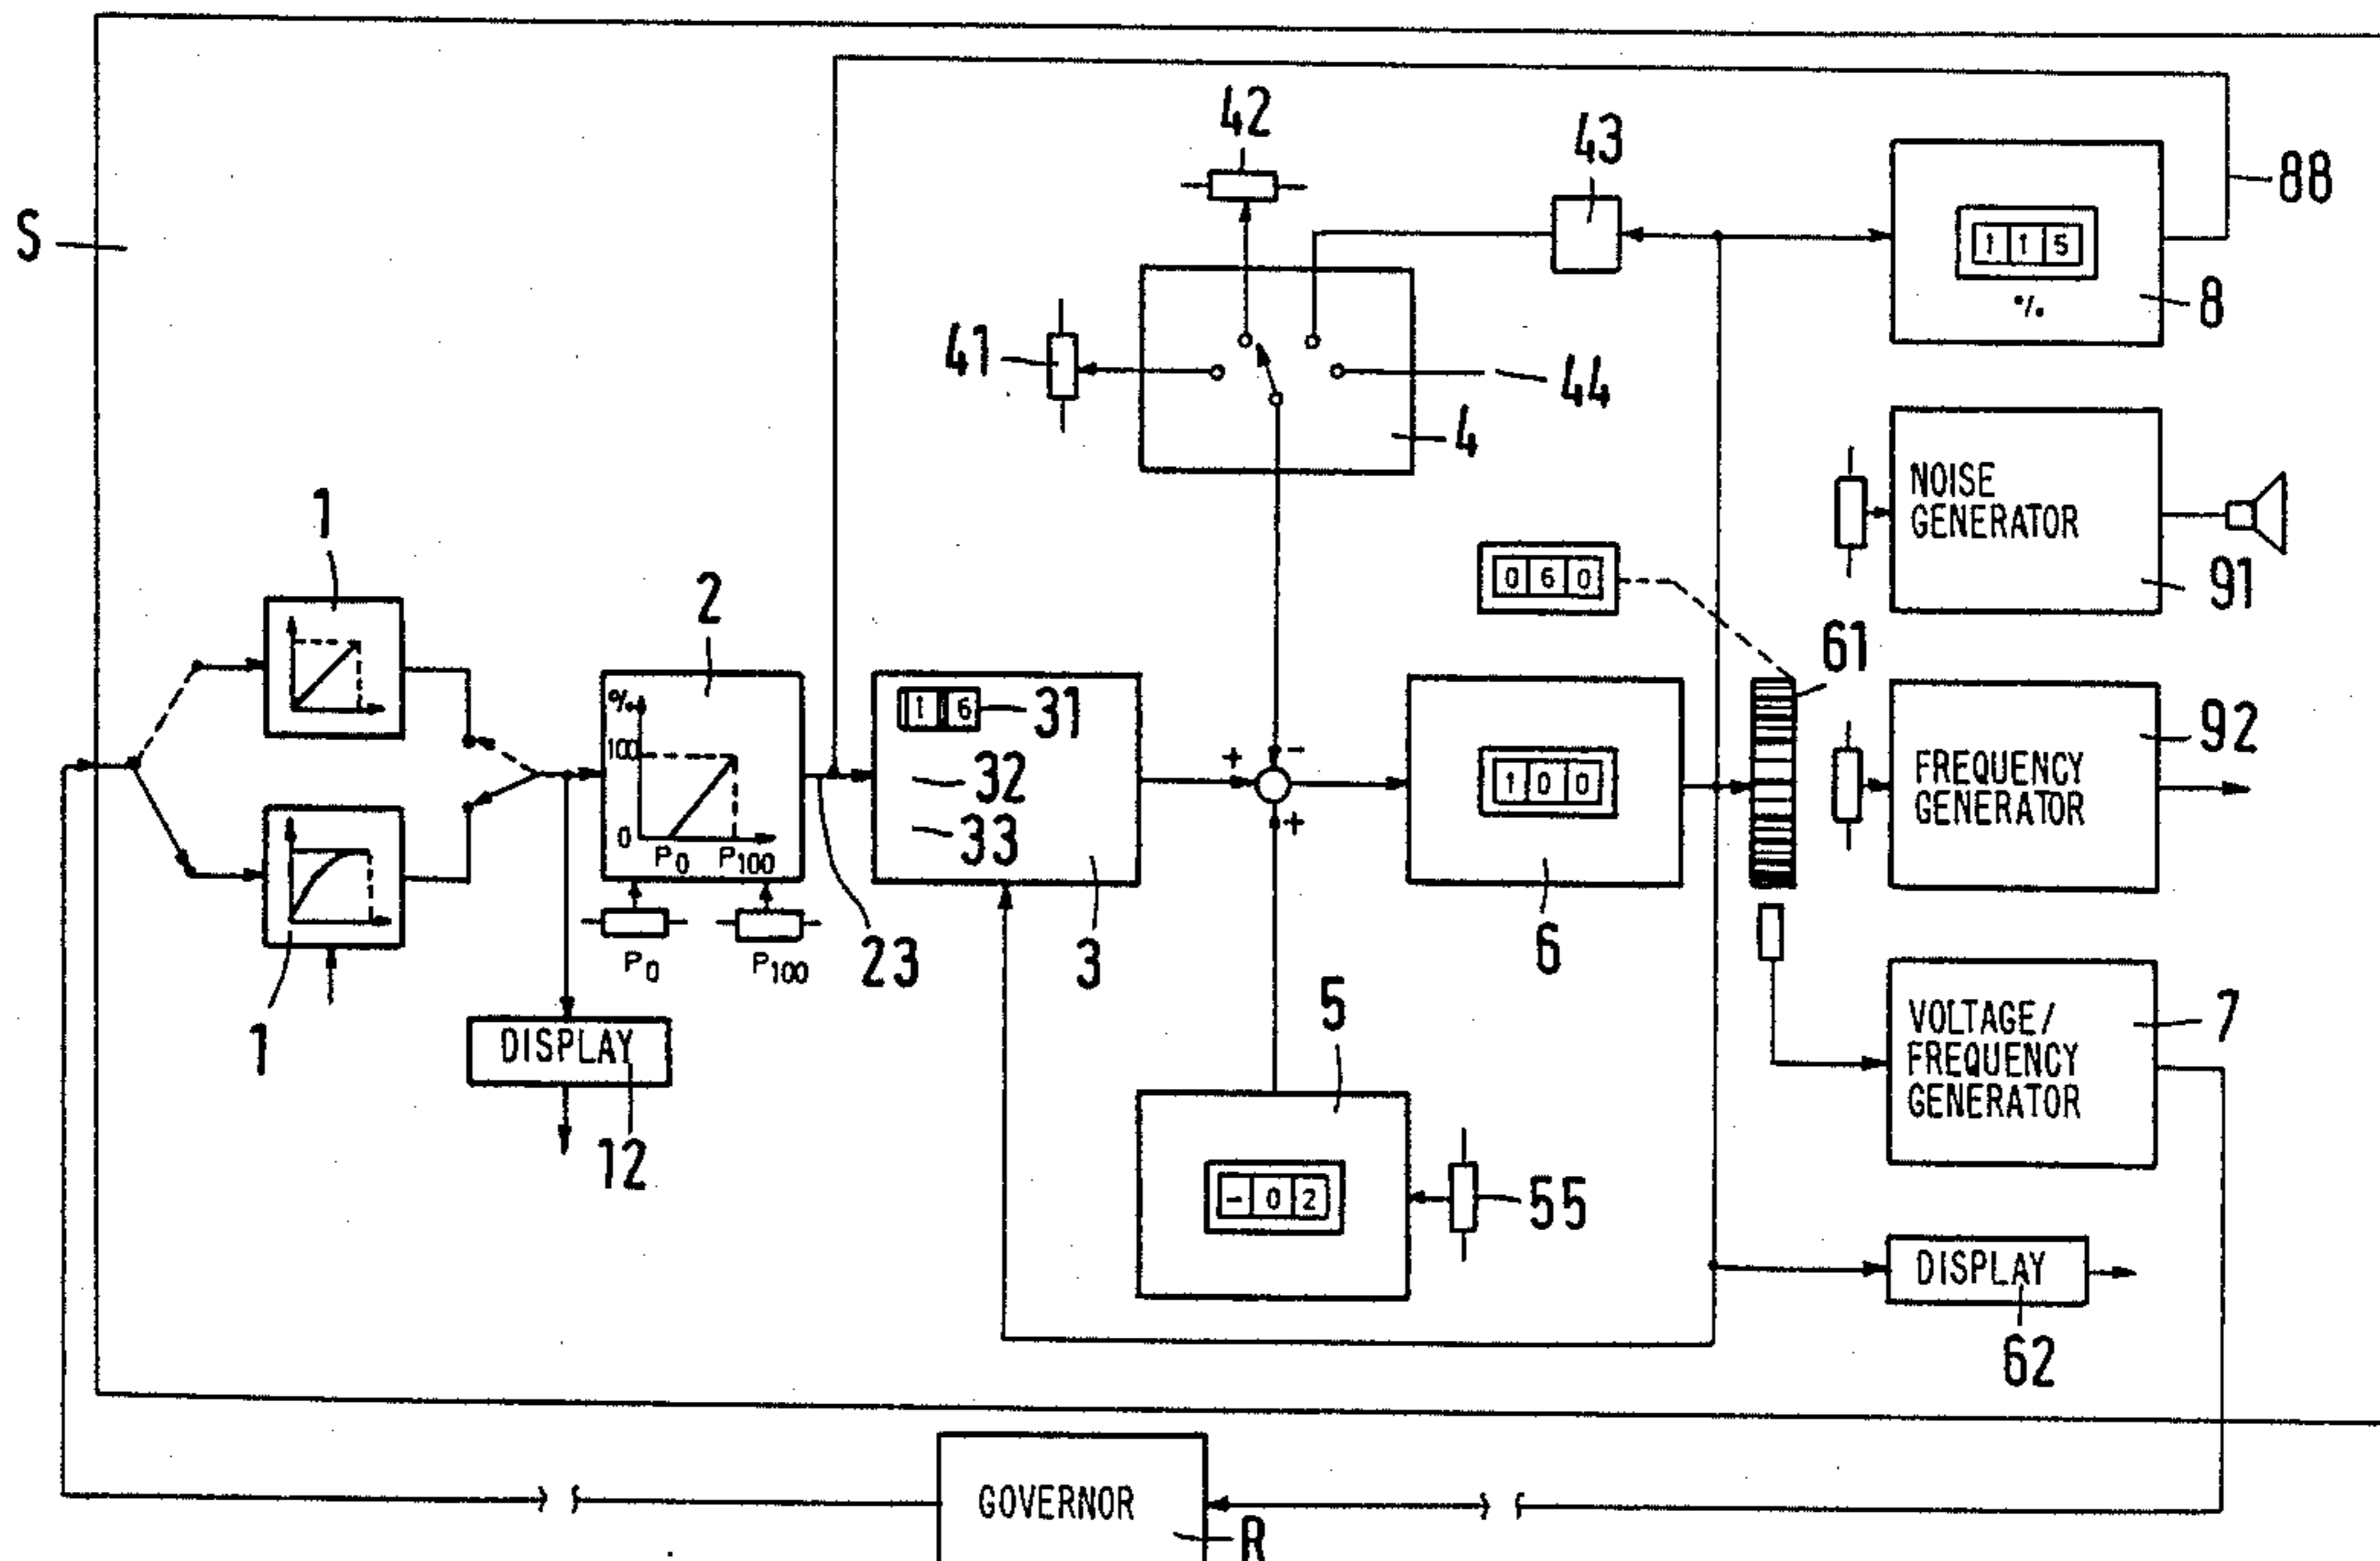 S
42
43
88
1 1 5
%
8
41
44
4
NOISE
GENERATOR
91
1
2
0 6 0
61
%
100
0
P0 P100
P0
P100
1 6
31
32
33
3
23
+
-
+
1 0 0
6
FREQUENCY
GENERATOR
92
1
DISPLAY
12
5
- 0 2
55
VOLTAGE/
FREQUENCY
GENERATOR
7
DISPLAY
62
GOVERNOR
R